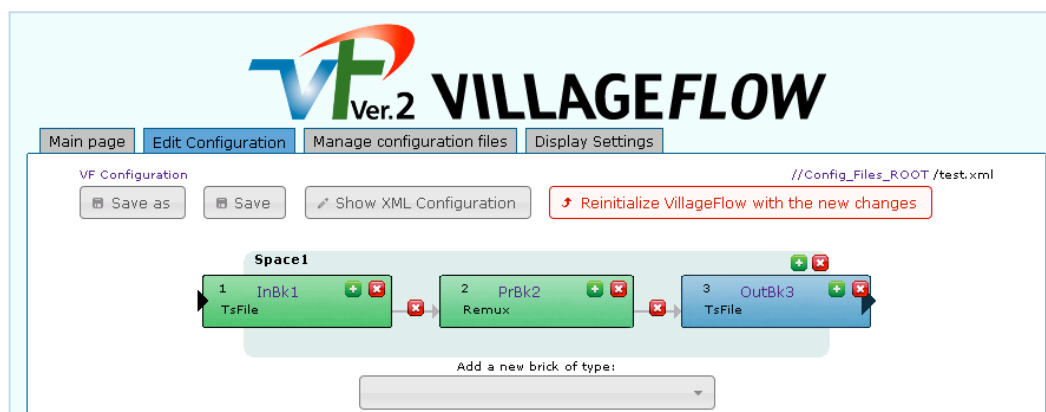 VF Ver.2 VILLAGEFLOW
Main page Edit Configuration Manage configuration files Display Settings
VF Configuration //Config_Files_ROOT /test.xml
Save as Save Show XML Configuration Reinitialize VillageFlow with the new changes
Space1
1 InBk1 2 PrBk2 3 OutBk3
TsFile Remux TsFile
Add a new brick of type: